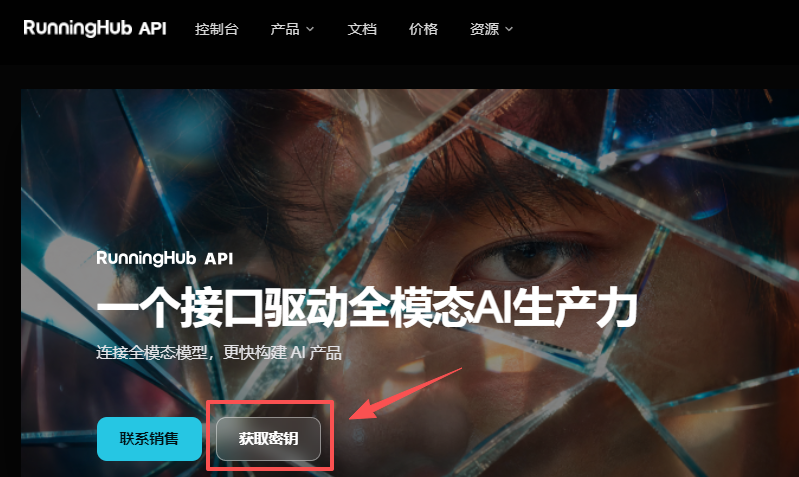 RunningHub API 控制台 产品 文档 价格 资源
RunningHub API
一个接口驱动全模态AI生产力
连接全模态模型，更快构建 AI 产品
联系销售 获取密钥